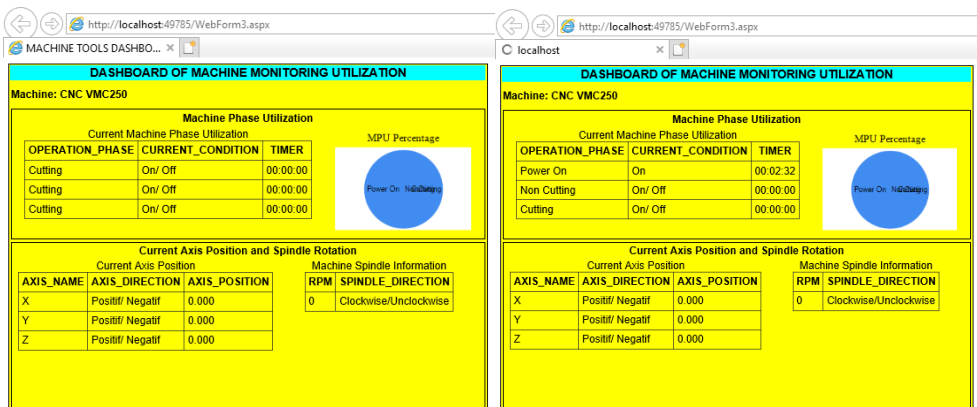 http://localhost:49785/WebForm3.aspx
MACHINE TOOLS DASHBO...
DASHBOARD OF MACHINE MONITORING UTILIZATION
Machine: CNC VMC250
Machine Phase Utilization
Current Machine Phase Utilization
OPERATION_PHASE CURRENT_CONDITION TIMER
Cutting On/ Off 00:00:00
Cutting On/ Off 00:00:00
Cutting On/ Off 00:00:00
MPU Percentage
Power On
Current Axis Position and Spindle Rotation
Current Axis Position
AXIS_NAME AXIS_DIRECTION AXIS_POSITION
X Positif/ Negatif 0.000
Y Positif/ Negatif 0.000
Z Positif/ Negatif 0.000
Machine Spindle Information
RPM SPINDLE_DIRECTION
0 Clockwise/Unclockwise
http://localhost:49785/WebForm3.aspx
localhost
DASHBOARD OF MACHINE MONITORING UTILIZATION
Machine: CNC VMC250
Machine Phase Utilization
Current Machine Phase Utilization
OPERATION_PHASE CURRENT_CONDITION TIMER
Power On On 00:02:32
Non Cutting On/ Off 00:00:00
Cutting On/ Off 00:00:00
MPU Percentage
Power On
Current Axis Position and Spindle Rotation
Current Axis Position
AXIS_NAME AXIS_DIRECTION AXIS_POSITION
X Positif/ Negatif 0.000
Y Positif/ Negatif 0.000
Z Positif/ Negatif 0.000
Machine Spindle Information
RPM SPINDLE_DIRECTION
0 Clockwise/Unclockwise